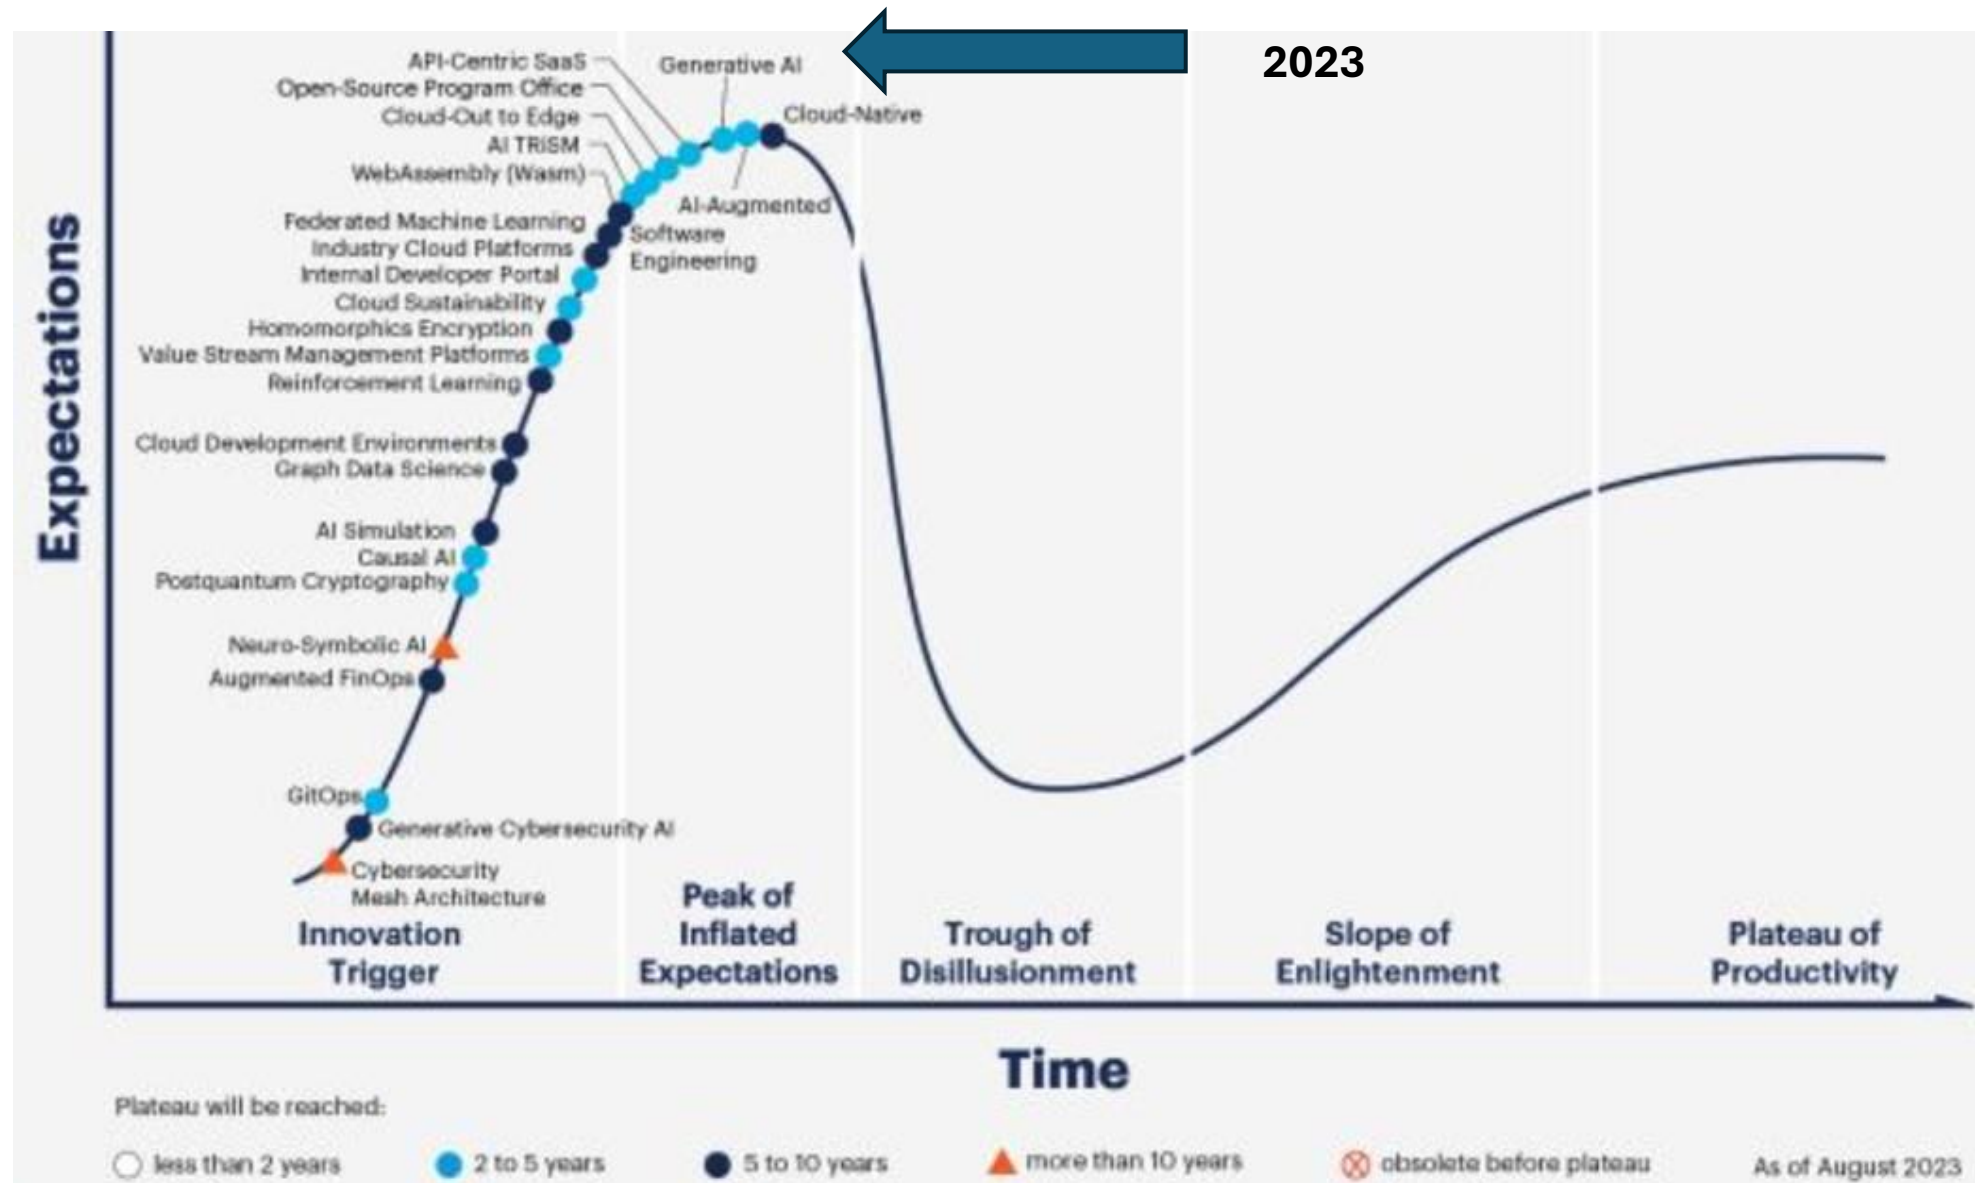 2023
API-Centric SaaS
Generative AI
Open-Source Program Office
Cloud-Out to Edge
Cloud-Native
AI TRiSM
WebAssembly (Wasm)
AI-Augmented
Software
Engineering
Federated Machine Learning
Industry Cloud Platforms
Internal Developer Portal
Cloud Sustainability
Homomorphics Encryption
Value Stream Management Platforms
Reinforcement Learning
Cloud Development Environments
Graph Data Science
AI Simulation
Causal AI
Postquantum Cryptography
Neuro-Symbolic AI
Augmented FinOps
GitOps
Generative Cybersecurity AI
Cybersecurity
Mesh Architecture
Expectations
Innovation
Trigger
Peak of
Inflated
Expectations
Trough of
Disillusionment
Slope of
Enlightenment
Plateau of
Productivity
Time
Plateau will be reached:
less than 2 years
2 to 5 years
5 to 10 years
more than 10 years
obsolete before plateau
As of August 2023